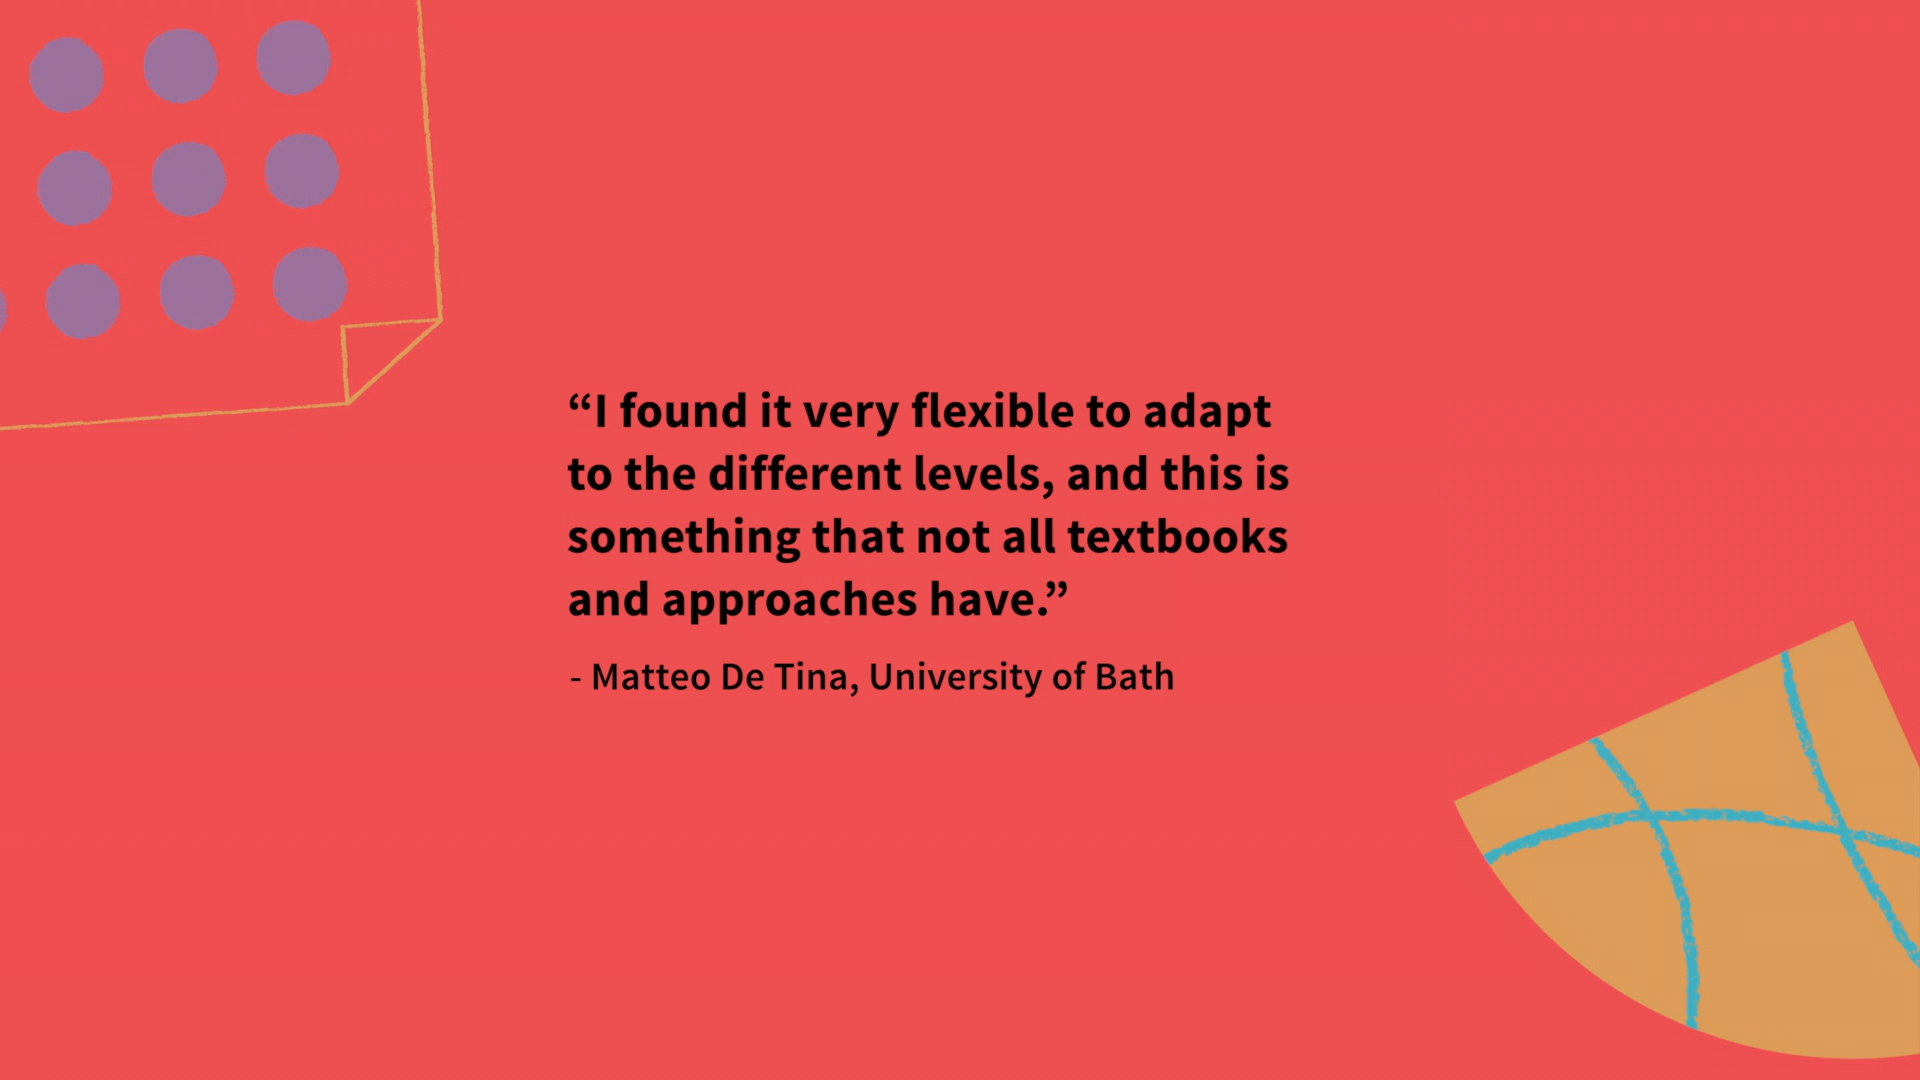 “I found it very flexible to adapt
to the different levels, and this is
something that not all textbooks
and approaches have.”
- Matteo De Tina, University of Bath